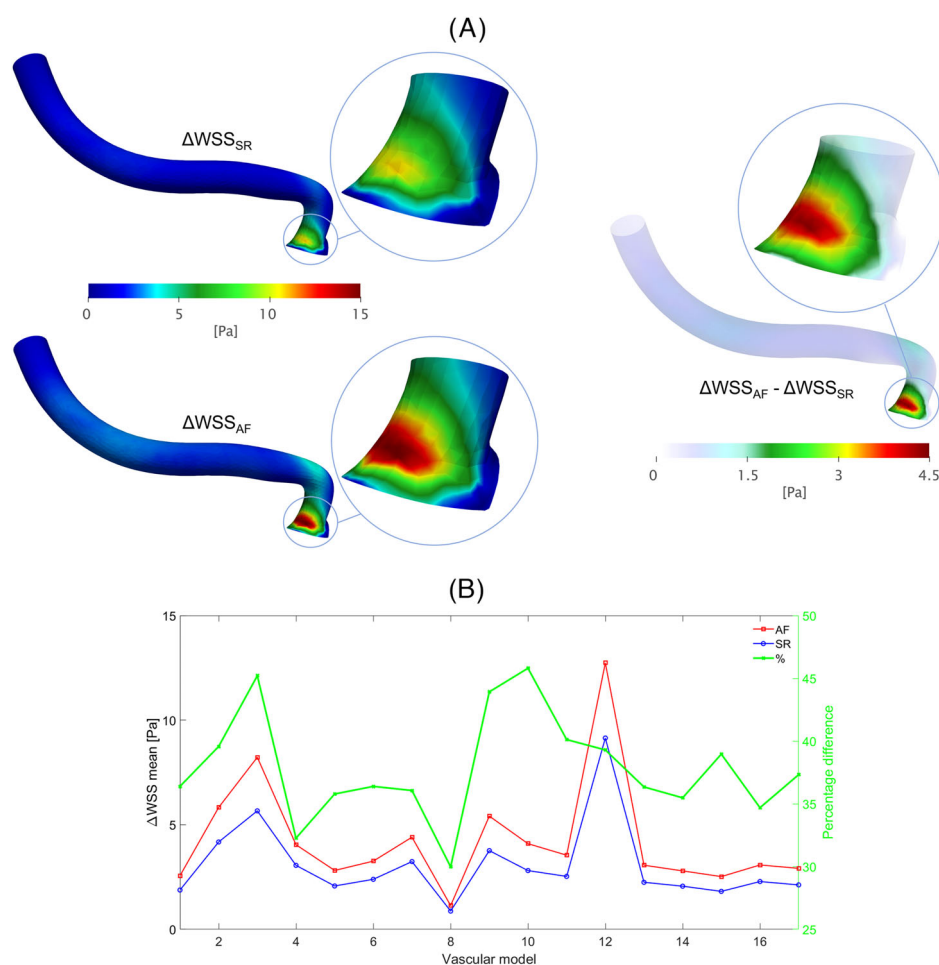 (A)
ΔWSS_SR
0 5 10 15
[Pa]
ΔWSS_AF
ΔWSS_AF - ΔWSS_SR
0 1.5 3 4.5
[Pa]
(B)
15
10
5
0
ΔWSS mean [Pa]
AF
SR
%
50
45
40
35
30
25
Percentage difference
2 4 6 8 10 12 14 16
Vascular model